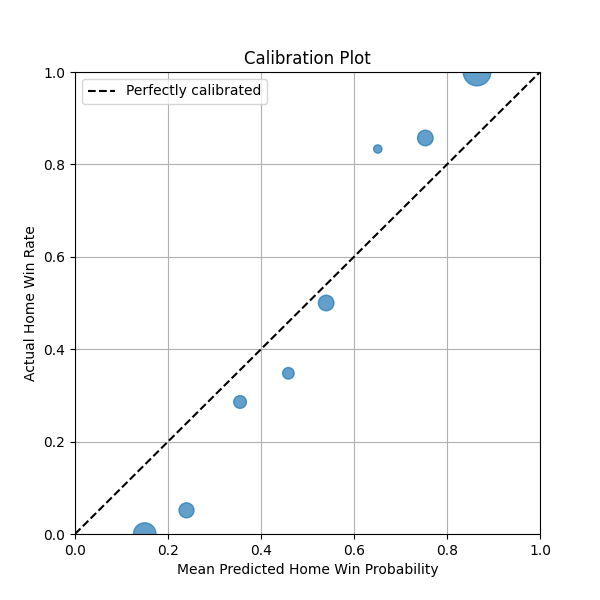 Calibration Plot
Perfectly calibrated
1.0
0.8
0.6
0.4
0.2
0.0
Actual Home Win Rate
0.0 0.2 0.4 0.6 0.8 1.0
Mean Predicted Home Win Probability